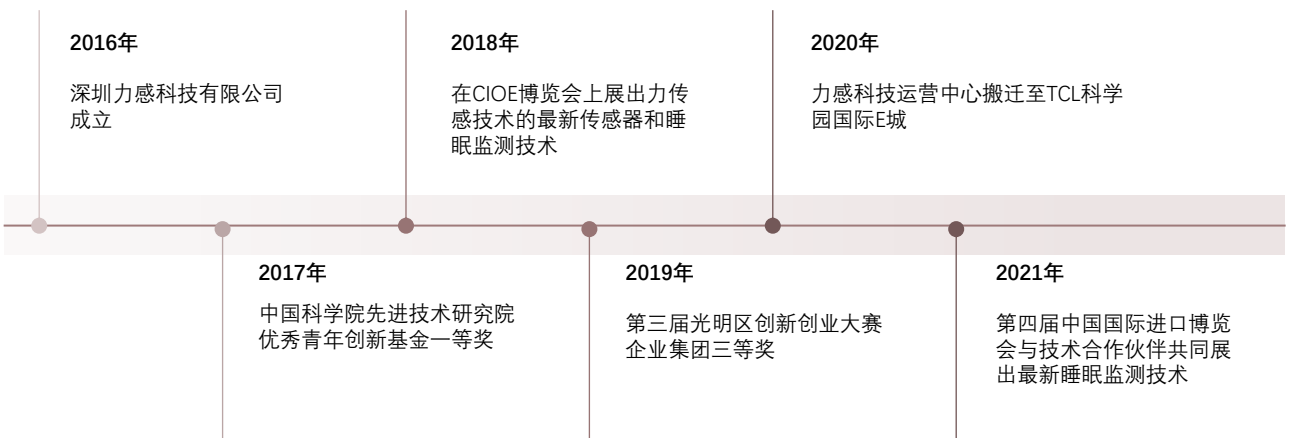 2016年
深圳力感科技有限公司
成立
2017年
中国科学院先进技术研究院
优秀青年创新基金一等奖
2018年
在CIOE博览会上展出力传
感技术的最新传感器和睡
眠监测技术
2019年
第三届光明区创新创业大赛
企业集团三等奖
2020年
力感科技运营中心搬迁至TCL科学
园国际E城
2021年
第四届中国国际进口博览
会与技术合作伙伴共同展
出最新睡眠监测技术